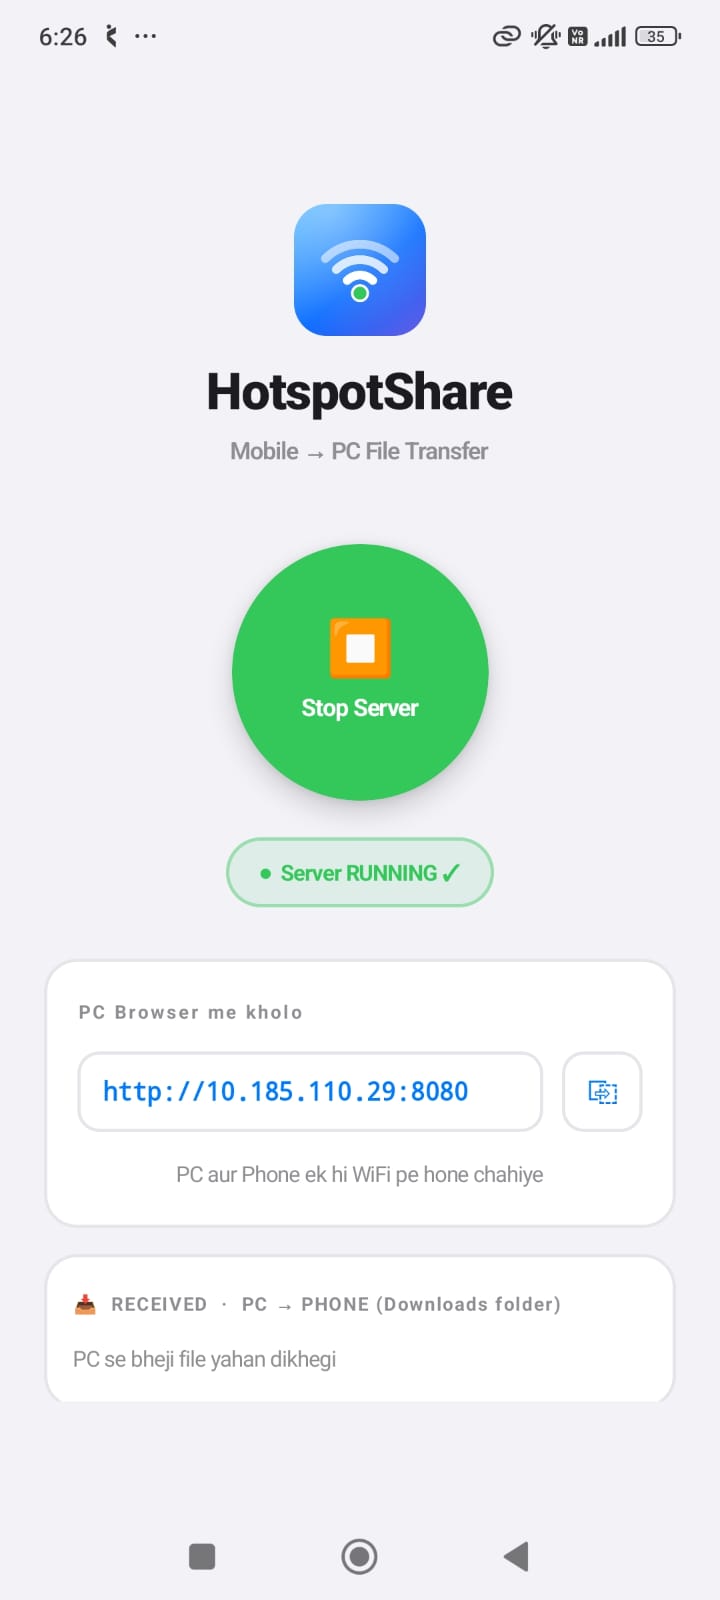 6:26
Vo NR
35
HotspotShare
Mobile → PC File Transfer
Stop Server
Server RUNNING ✓
PC Browser me kholo
http://10.185.110.29:8080
PC aur Phone ek hi WiFi pe hone chahiye
RECEIVED · PC → PHONE (Downloads folder)
PC se bheji file yahan dikhegi